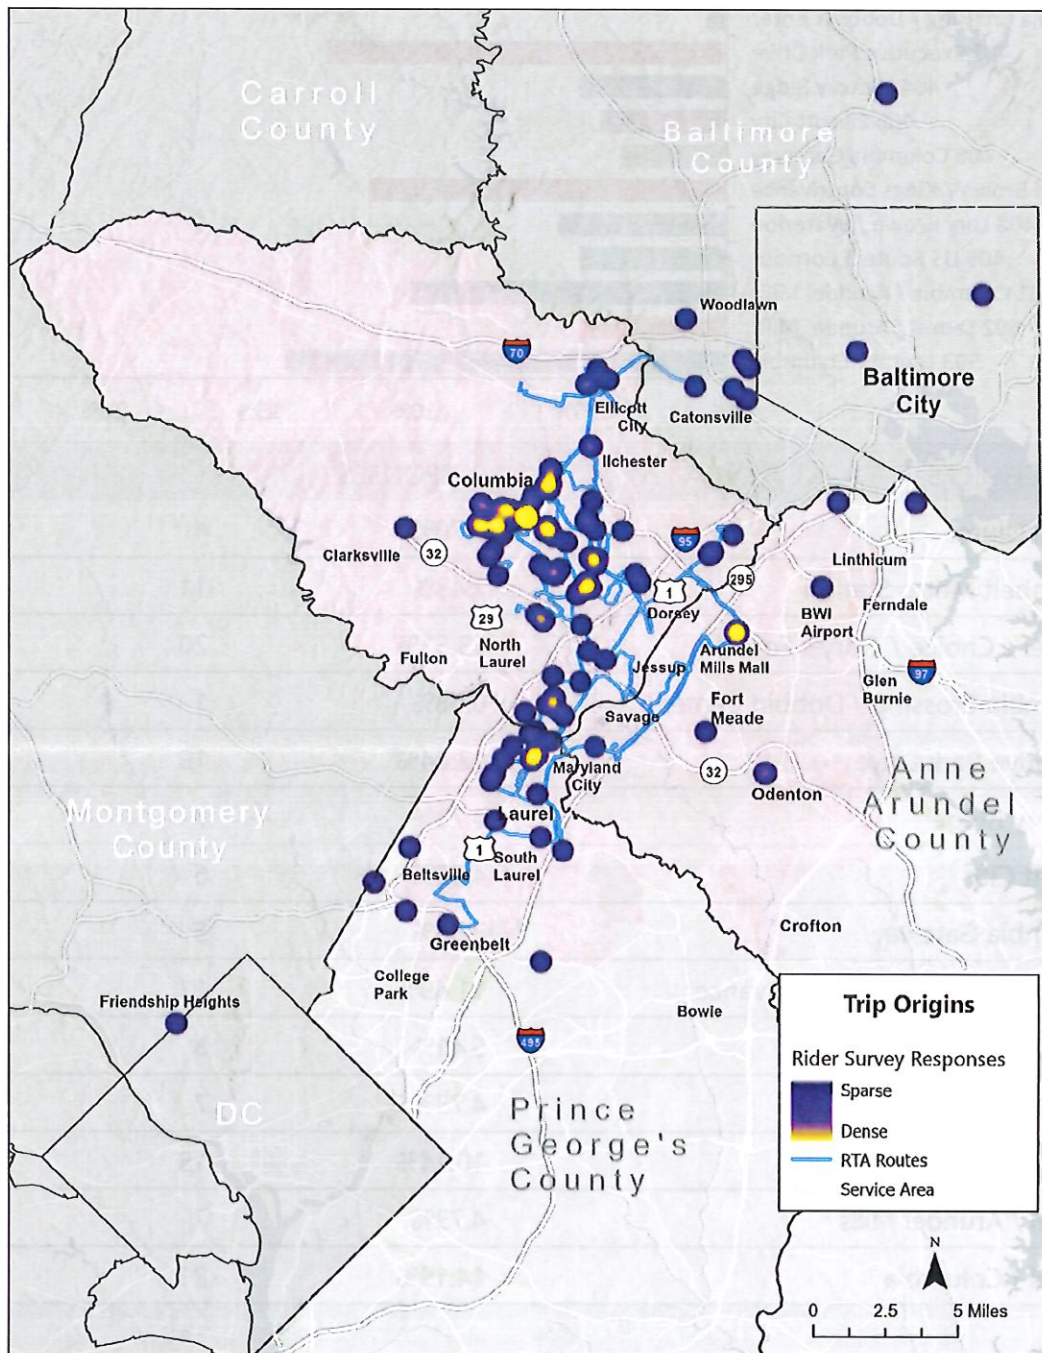 Carroll
County
Baltimore
County
Woodlawn
70
Baltimore
City
Ellicott
City
Catonsville
Ilchester
Columbia
Clarksville
32
95
295
Linthicum
1
Dorsey
BWI
Airport
Ferndale
29
North
Laurel
Fulton
Jessup
Arundel
Mills Mall
97
Glen
Burnie
Savage
Fort
Meade
Maryland
City
32
Odenton
Anne
Arundel
County
Montgomery
County
Laurel
1
South
Laurel
Beltsville
Greenbelt
Crofton
College
Park
Friendship Heights
Bowie
495
DC
Prince
George's
County
Trip Origins
Rider Survey Responses
Sparse
Dense
RTA Routes
Service Area
N
0 2.5 5 Miles